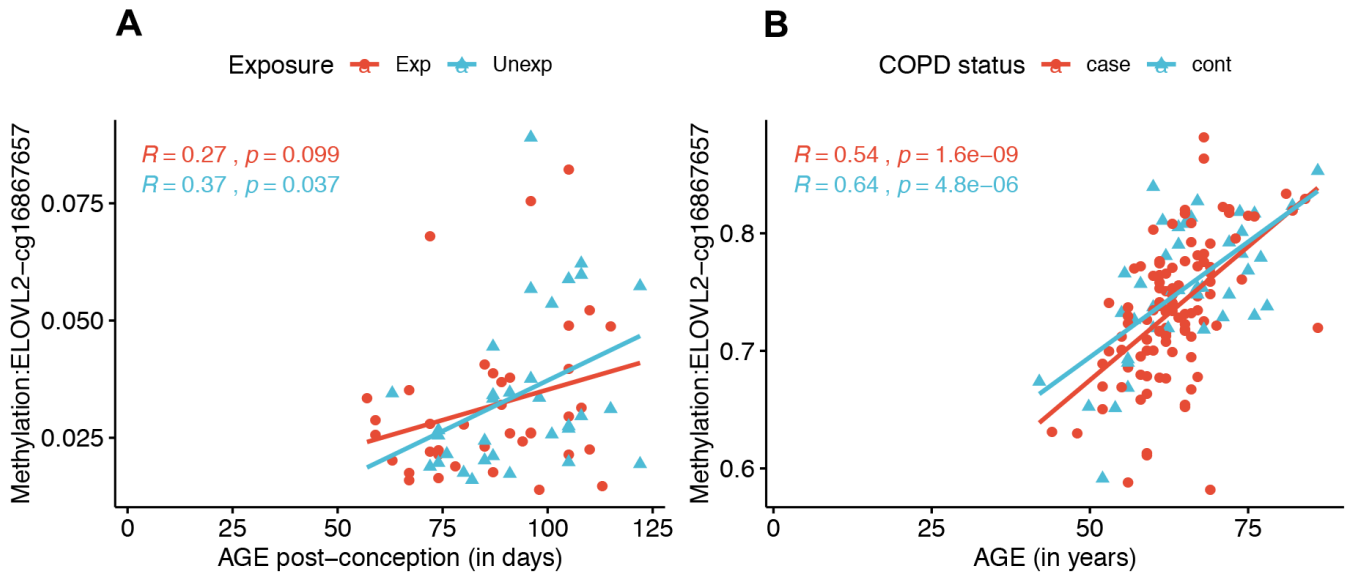 A
B
Exposure a Exp a Unexp
COPD status a case a cont
Methylation:ELOVL2−cg16867657
R = 0.27 , p = 0.099
R = 0.37 , p = 0.037
0.075
0.050
0.025
0 25 50 75 100 125
AGE post−conception (in days)
Methylation:ELOVL2−cg16867657
R = 0.54 , p = 1.6e−09
R = 0.64 , p = 4.8e−06
0.8
0.7
0.6
0 25 50 75
AGE (in years)